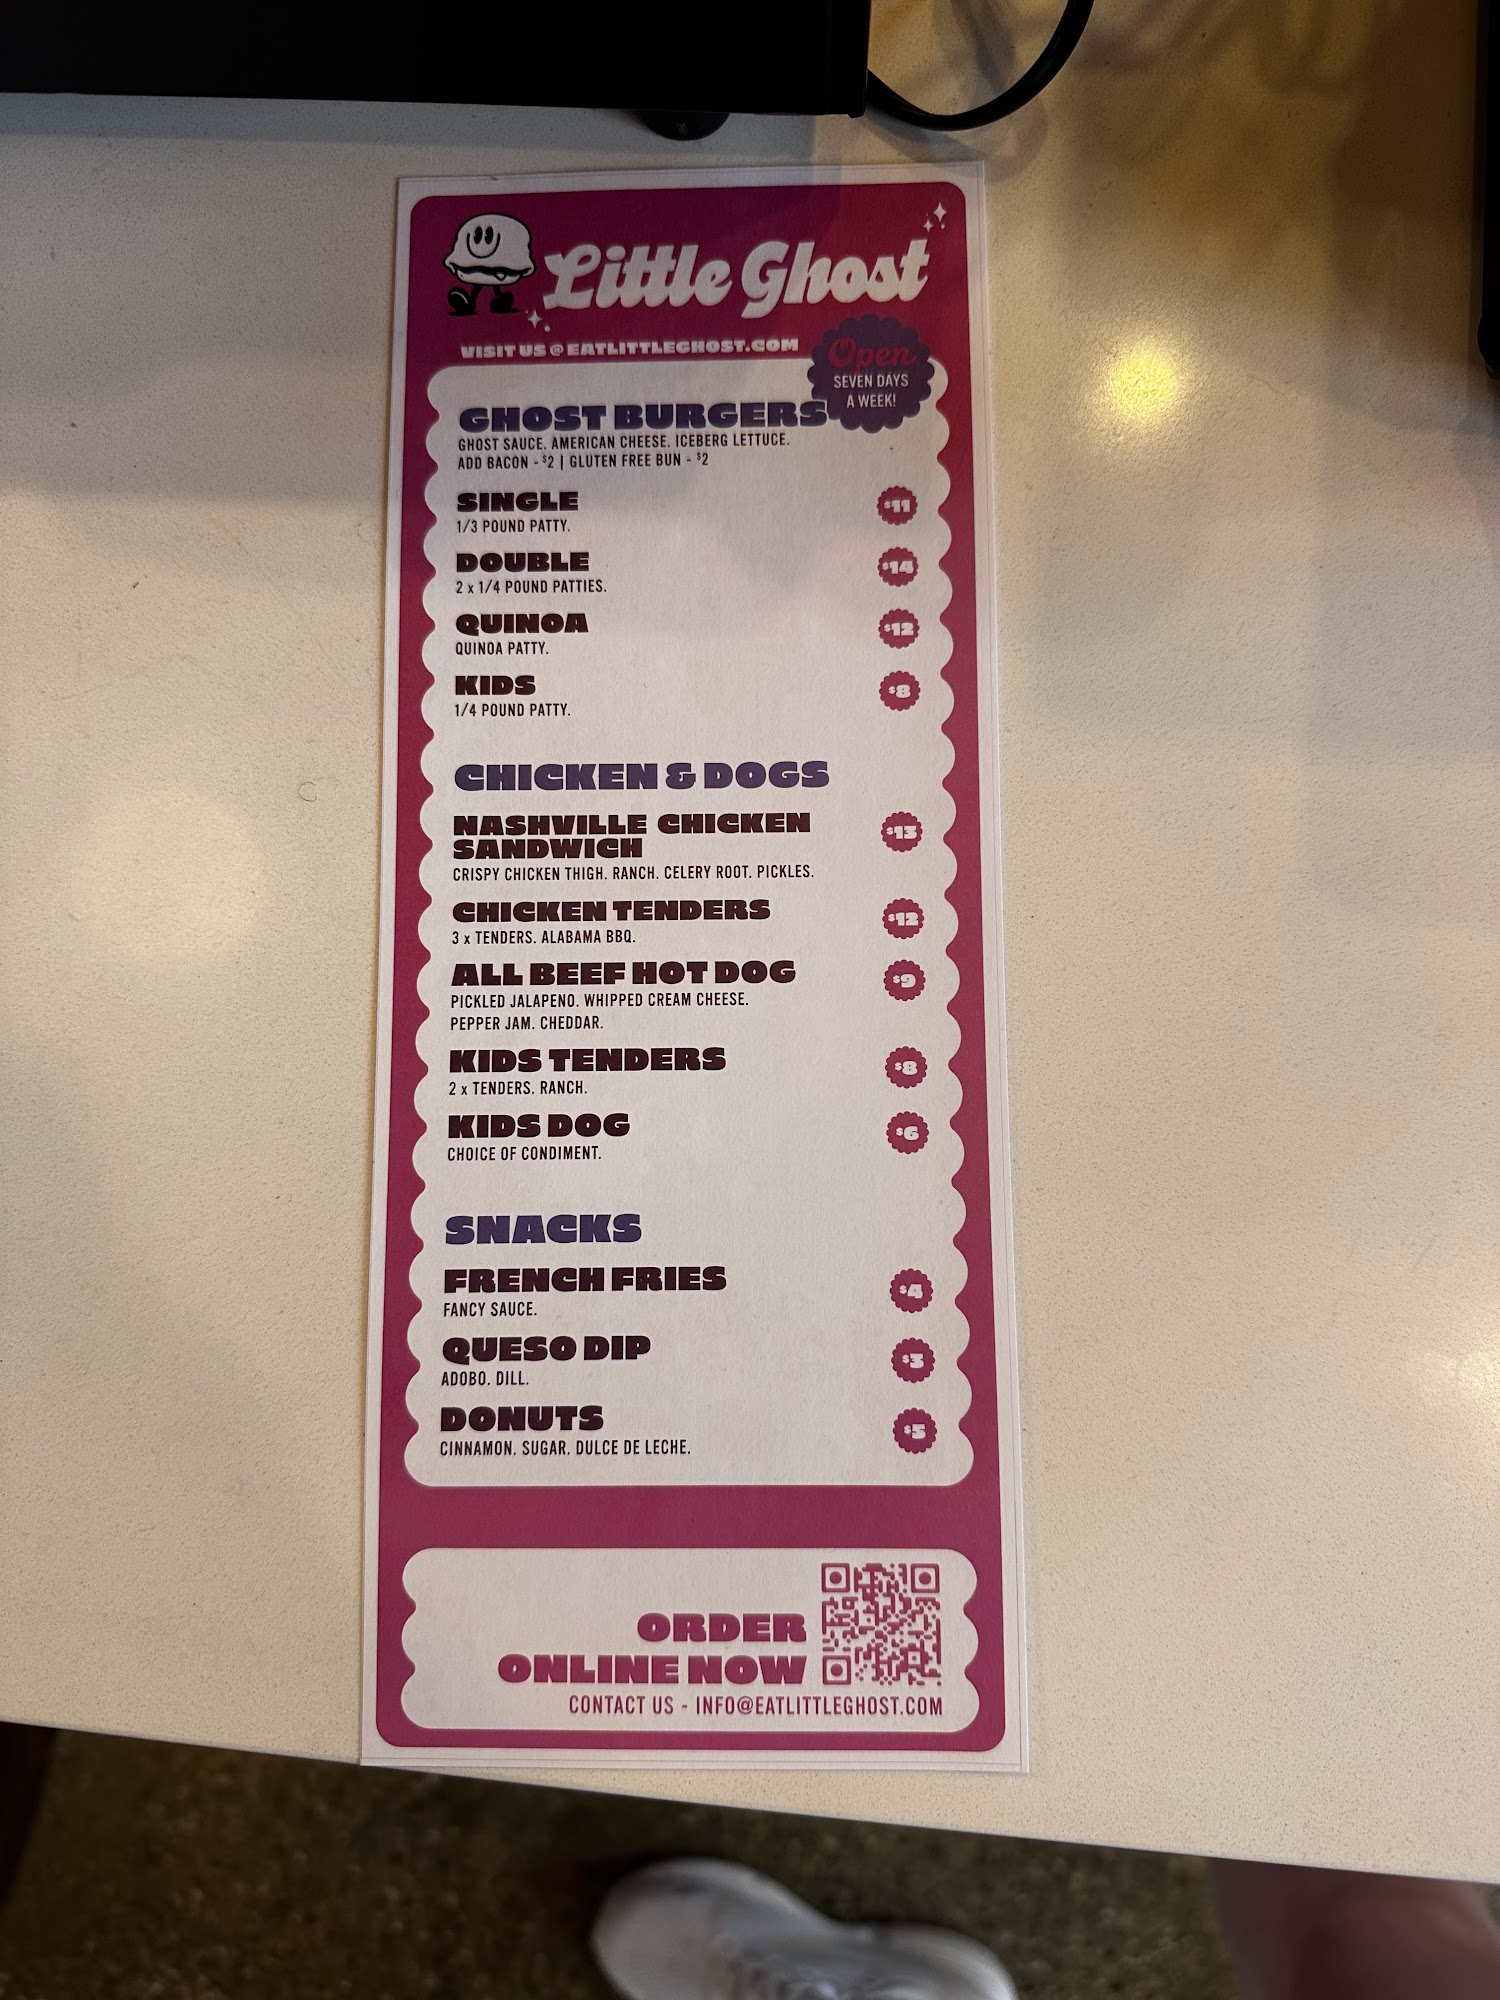 Little Ghost
VISIT US @ EATLITTLEGHOST.COM
Open
SEVEN DAYS
A WEEK!
GHOST BURGERS
GHOST SAUCE. AMERICAN CHEESE. ICEBERG LETTUCE.
ADD BACON - $2 | GLUTEN FREE BUN - $2
SINGLE $11
1/3 POUND PATTY.
DOUBLE $14
2 x 1/4 POUND PATTIES.
QUINOA $12
QUINOA PATTY.
KIDS $8
1/4 POUND PATTY.
CHICKEN & DOGS
NASHVILLE CHICKEN $13
SANDWICH
CRISPY CHICKEN THIGH. RANCH. CELERY ROOT. PICKLES.
CHICKEN TENDERS $12
3 x TENDERS. ALABAMA BBQ.
ALL BEEF HOT DOG $9
PICKLED JALAPENO. WHIPPED CREAM CHEESE.
PEPPER JAM. CHEDDAR.
KIDS TENDERS $8
2 x TENDERS. RANCH.
KIDS DOG $6
CHOICE OF CONDIMENT.
SNACKS
FRENCH FRIES $4
FANCY SAUCE.
QUESO DIP $3
ADOBO. DILL.
DONUTS $5
CINNAMON. SUGAR. DULCE DE LECHE.
ORDER
ONLINE NOW
CONTACT US - INFO@EATLITTLEGHOST.COM